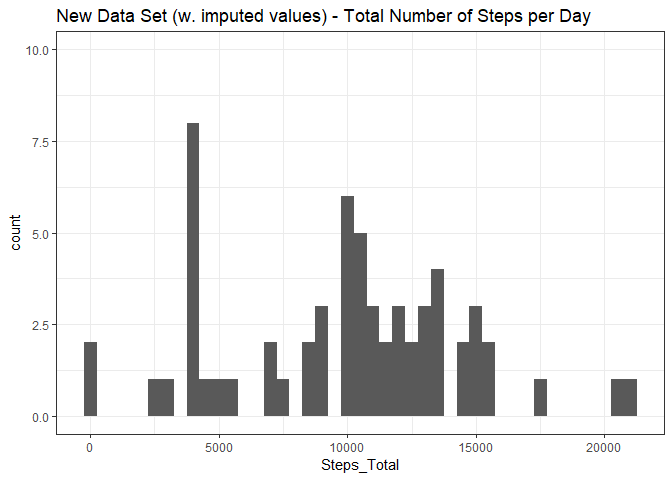 New Data Set (w. imputed values) - Total Number of Steps per Day
10.0
7.5
5.0
2.5
0.0
count
0 5000 10000 15000 20000
Steps_Total